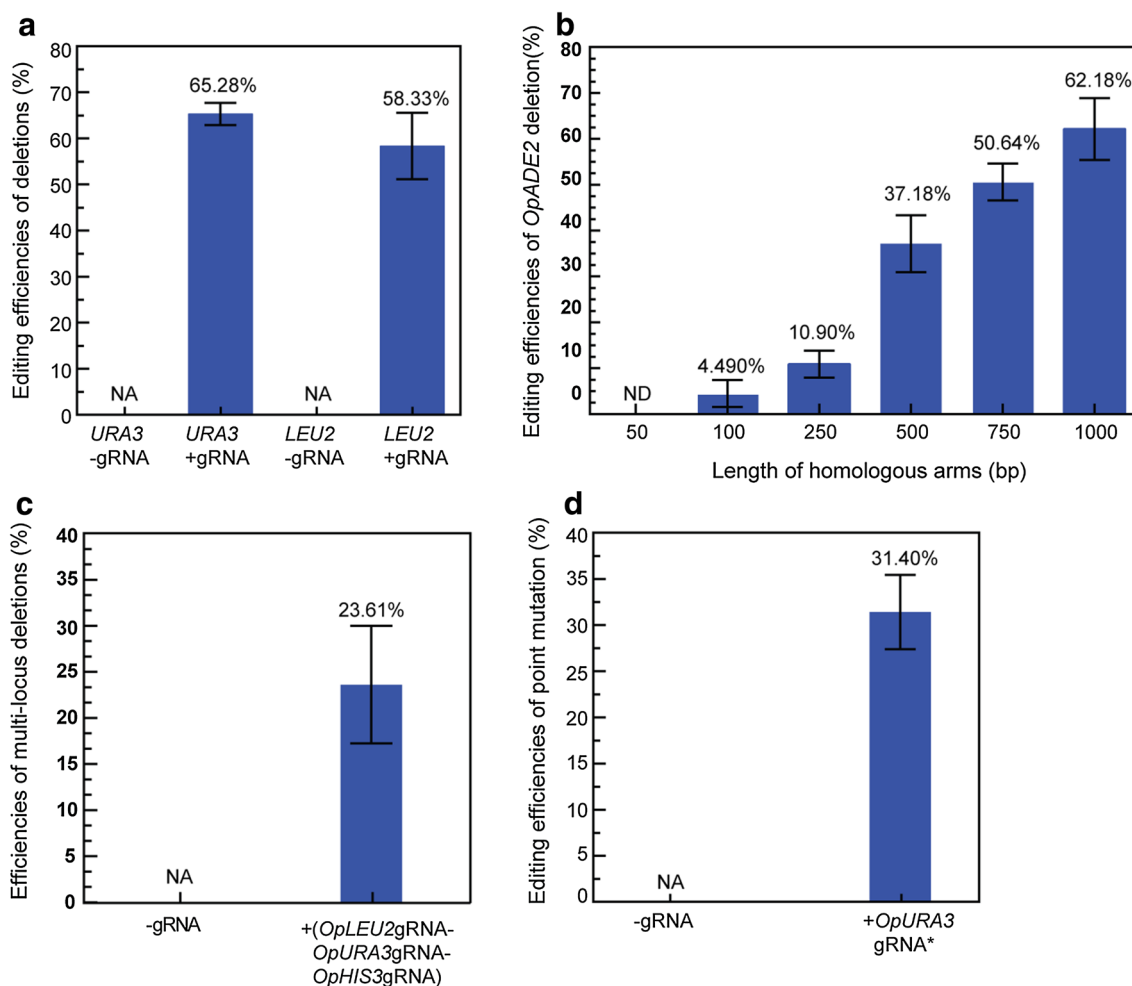 a
Editing efficiencies of deletions (%)
80
70
60
50
40
30
20
10
0
65.28%
58.33%
NA
NA
URA3 URA3 LEU2 LEU2
-gRNA +gRNA -gRNA +gRNA
b
Editing efficiencies of OpADE2 deletion(%)
80
70
60
50
40
30
20
10
0
ND
4.490%
10.90%
37.18%
50.64%
62.18%
50 100 250 500 750 1000
Length of homologous arms (bp)
c
Efficiencies of multi-locus deletions (%)
40
35
30
25
20
15
10
5
0
NA
23.61%
-gRNA
+(OpLEU2gRNA-
OpURA3gRNA-
OpHIS3gRNA)
d
Editing efficiencies of point mutation (%)
40
35
30
25
20
15
10
5
0
NA
31.40%
-gRNA
+OpURA3
gRNA*